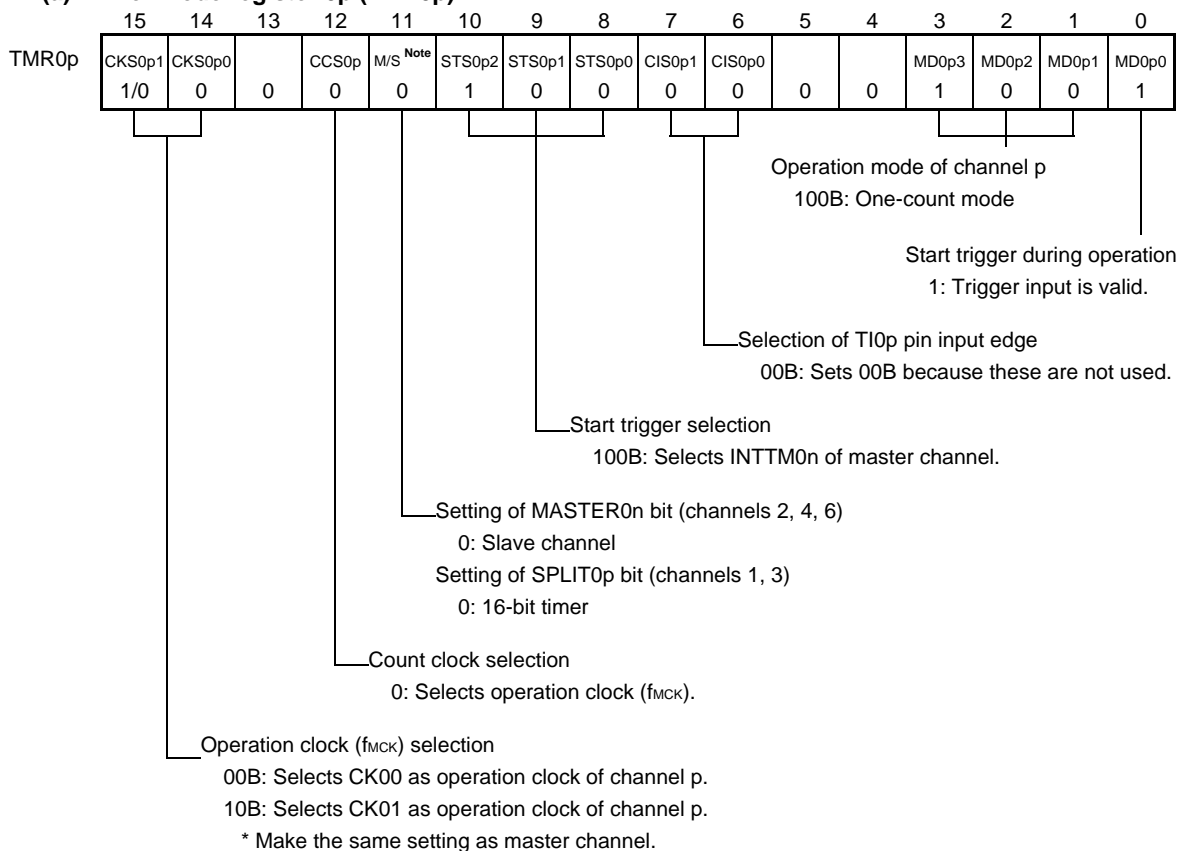 15 14 13 12 11 10 9 8 7 6 5 4 3 2 1 0
TMR0p CKS0p1 CKS0p0 CCS0p M/S Note STS0p2 STS0p1 STS0p0 CIS0p1 CIS0p0 MD0p3 MD0p2 MD0p1 MD0p0
1/0 0 0 0 0 1 0 0 0 0 0 0 1 0 0 1
Operation mode of channel p
100B: One-count mode
Start trigger during operation
1: Trigger input is valid.
Selection of TI0p pin input edge
00B: Sets 00B because these are not used.
Start trigger selection
100B: Selects INTTM0n of master channel.
Setting of MASTER0n bit (channels 2, 4, 6)
0: Slave channel
Setting of SPLIT0p bit (channels 1, 3)
0: 16-bit timer
Count clock selection
0: Selects operation clock (fMCK).
Operation clock (fMCK) selection
00B: Selects CK00 as operation clock of channel p.
10B: Selects CK01 as operation clock of channel p.
* Make the same setting as master channel.